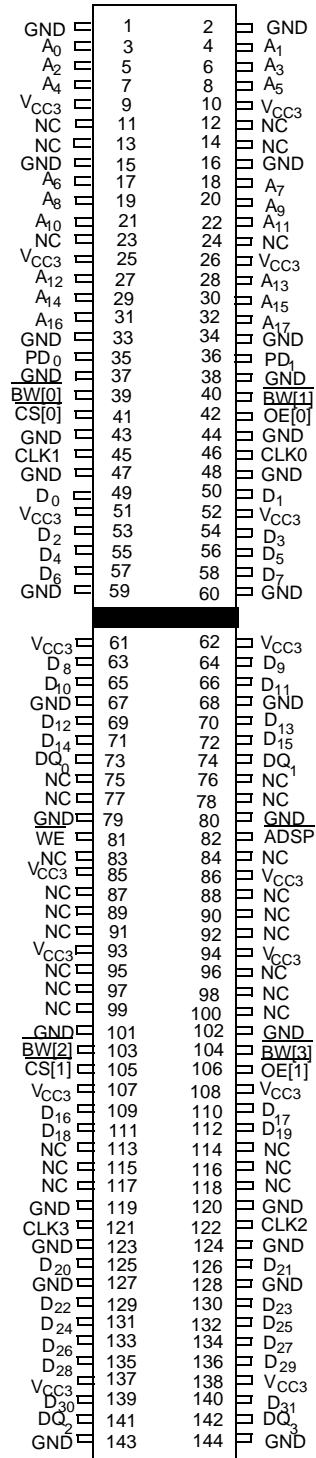 GND 1 2 GND
A0 3 4 A1
A2 5 6 A3
A4 7 8 A5
VCC3 9 10 VCC3
NC 11 12 NC
NC 13 14 NC
GND 15 16 GND
A6 17 18 A7
A8 19 20 A9
A10 21 22 A11
NC 23 24 NC
VCC3 25 26 VCC3
A12 27 28 A13
A14 29 30 A15
A16 31 32 A17
GND 33 34 GND
PD0 35 36 PD1
GND 37 38 GND
BW[0] 39 40 BW[1]
CS[0] 41 42 OE[0]
GND 43 44 GND
CLK1 45 46 CLK0
GND 47 48 GND
D0 49 50 D1
VCC3 51 52 VCC3
D2 53 54 D3
D4 55 56 D5
D6 57 58 D7
GND 59 60 GND
VCC3 61 62 VCC3
D8 63 64 D9
D10 65 66 D11
GND 67 68 GND
D12 69 70 D13
D14 71 72 D15
DQ0 73 74 DQ1
NC 75 76 NC
NC 77 78 NC
GND 79 80 GND
WE 81 82 ADSP
NC 83 84 NC
VCC3 85 86 VCC3
NC 87 88 NC
NC 89 90 NC
NC 91 92 NC
VCC3 93 94 VCC3
NC 95 96 NC
NC 97 98 NC
NC 99 100 NC
GND 101 102 GND
BW[2] 103 104 BW[3]
CS[1] 105 106 OE[1]
VCC3 107 108 VCC3
D16 109 110 D17
D18 111 112 D19
NC 113 114 NC
NC 115 116 NC
NC 117 118 NC
GND 119 120 GND
CLK3 121 122 CLK2
GND 123 124 GND
D20 125 126 D21
GND 127 128 GND
D22 129 130 D23
D24 131 132 D25
D26 133 134 D27
D28 135 136 D29
VCC3 137 138 VCC3
D30 139 140 D31
DQ2 141 142 DQ3
GND 143 144 GND